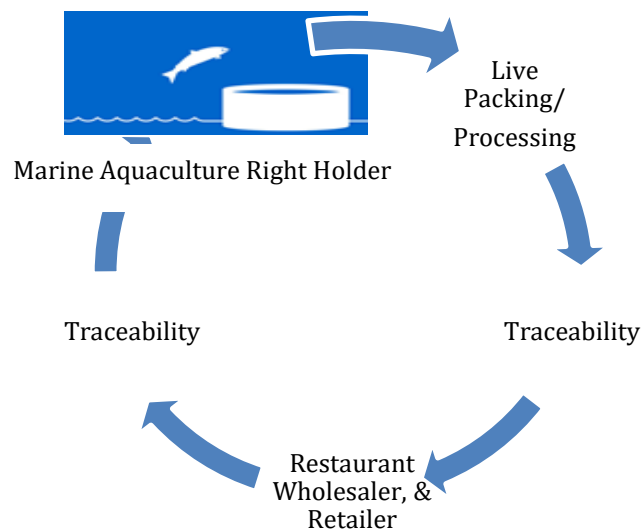 Live
Packing/
Processing
Marine Aquaculture Right Holder
Traceability
Traceability
Restaurant
Wholesaler, &
Retailer